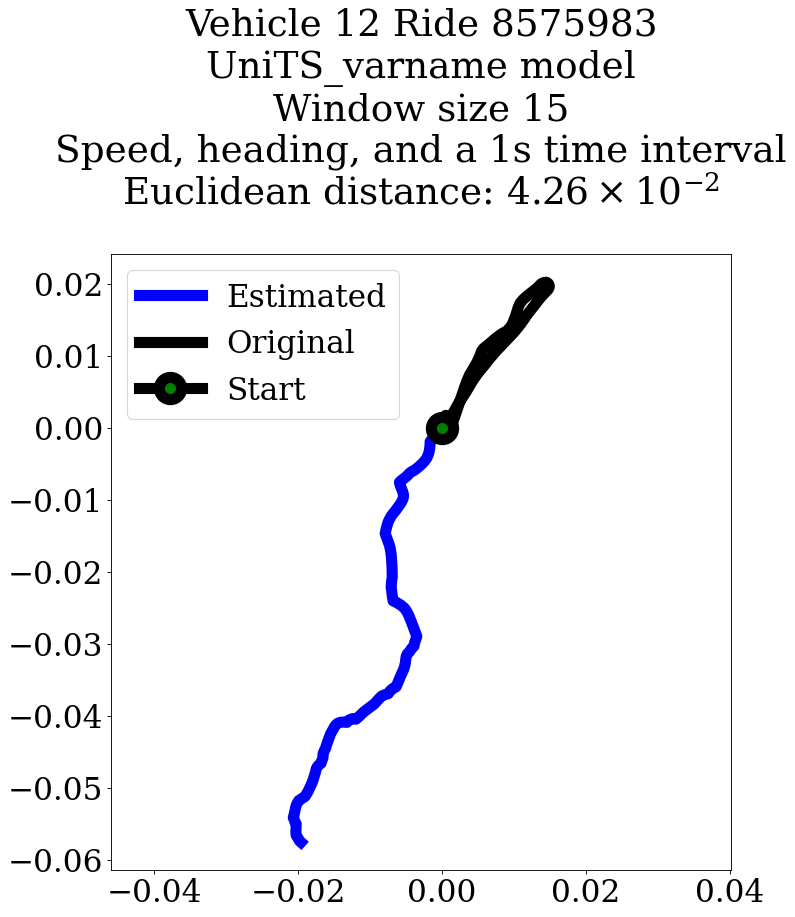 Vehicle 12 Ride 8575983
UniTS_varname model
Window size 15
Speed, heading, and a 1s time interval
Euclidean distance: 4.26 × 10⁻²
Estimated
Original
Start
0.02
0.01
0.00
−0.01
−0.02
−0.03
−0.04
−0.05
−0.06
−0.04 −0.02 0.00 0.02 0.04